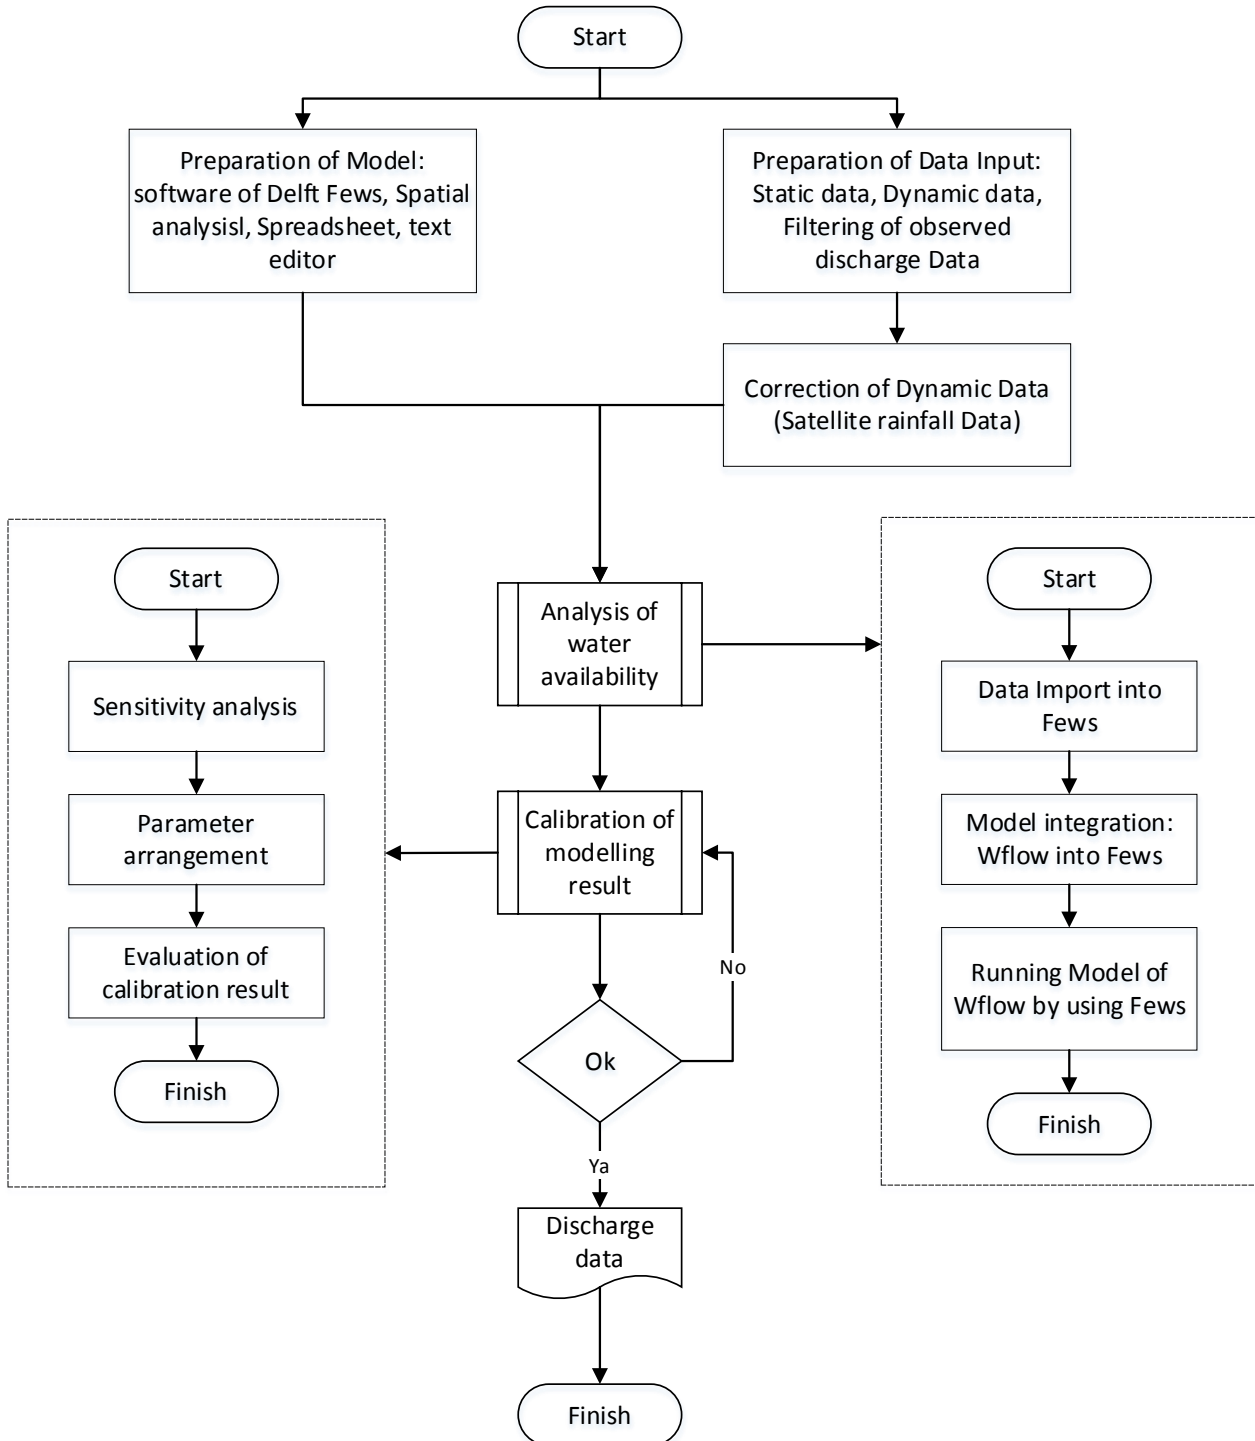 Start
Preparation of Model:
software of Delft Fews, Spatial
analysisl, Spreadsheet, text
editor
Preparation of Data Input:
Static data, Dynamic data,
Filtering of observed
discharge Data
Correction of Dynamic Data
(Satellite rainfall Data)
Start
Sensitivity analysis
Parameter
arrangement
Evaluation of
calibration result
Finish
Analysis of
water
availability
Calibration of
modelling
result
No
Ok
Ya
Discharge
data
Finish
Start
Data Import into
Fews
Model integration:
Wflow into Fews
Running Model of
Wflow by using Fews
Finish